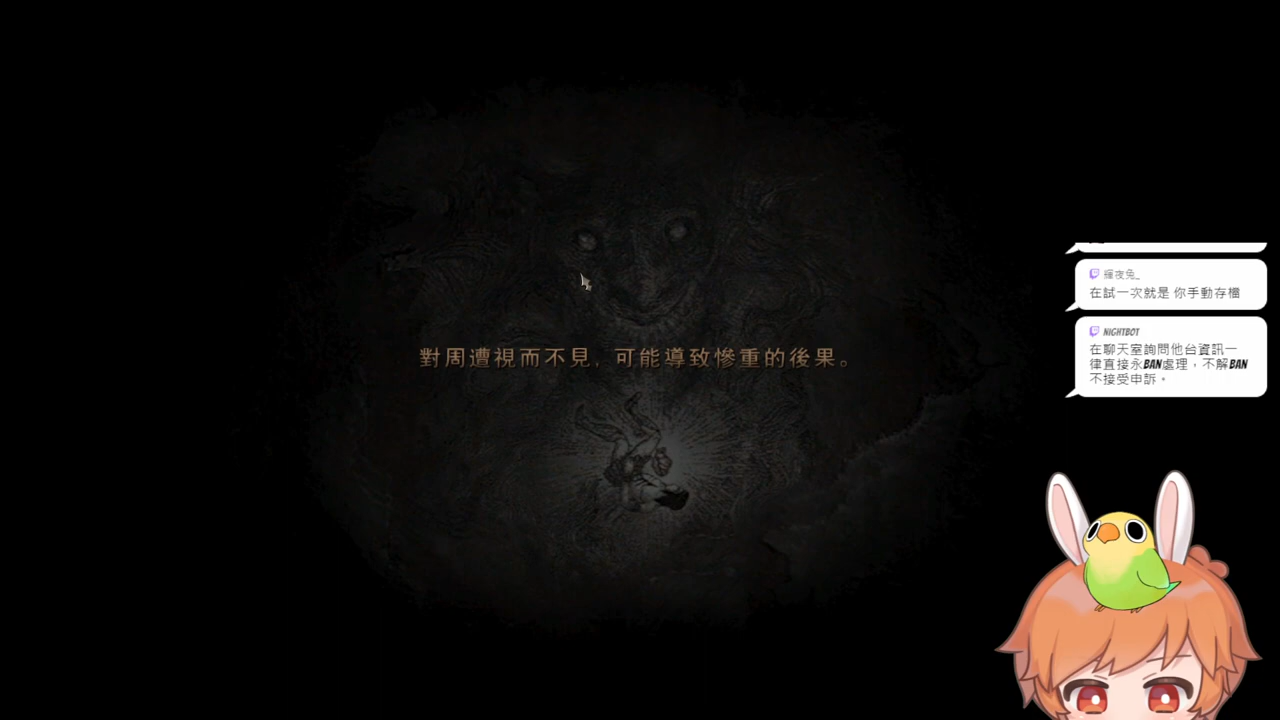 對周遭視而不見, 可能導致慘重的後果。
輝夜兔_
在試一次就是 你手動存檔
NIGHTBOT
在聊天室詢問他台資訊一
律直接永BAN處理，不解BAN
不接受申訴。